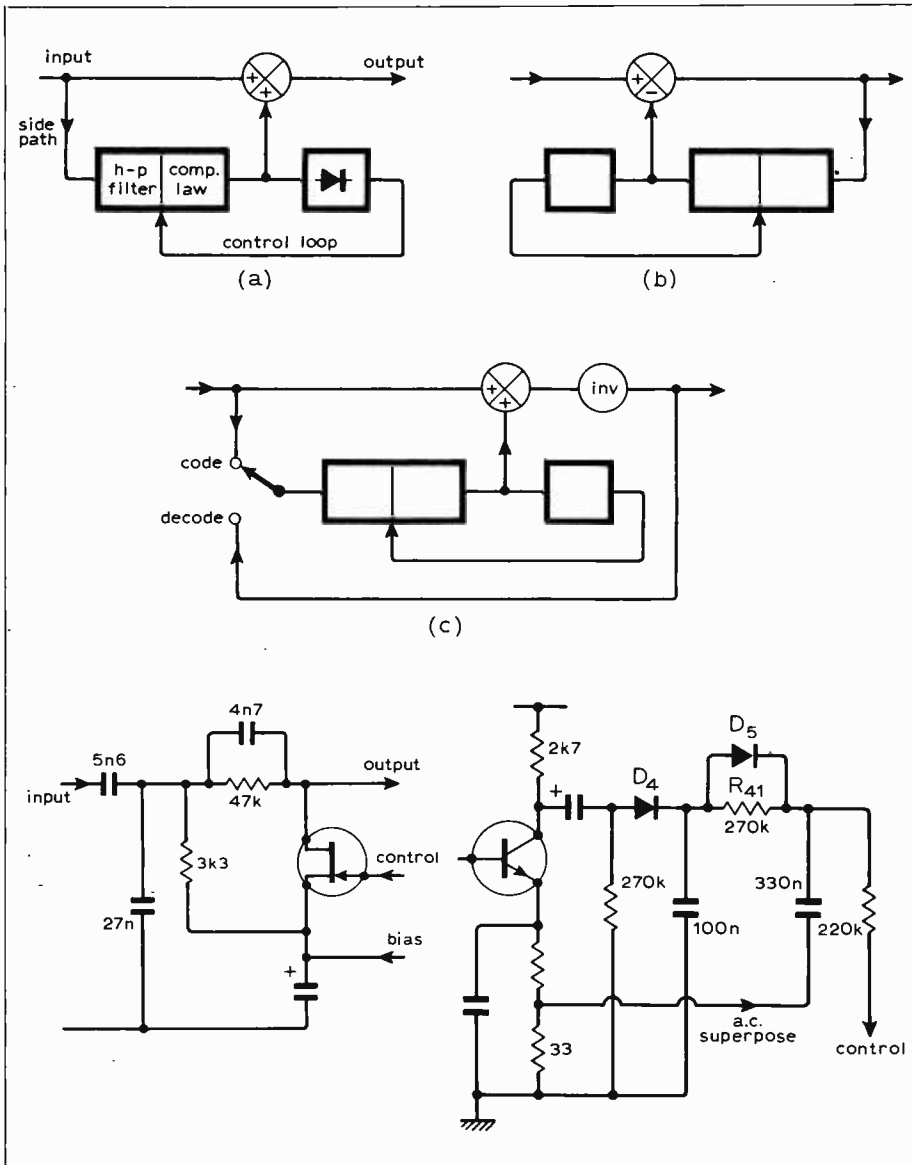 input
output
+
+
side
path
h-p
filter
comp.
law
control loop
(a)
+
−
(b)
+
+
inv
code
decode
(c)
4n7
5n6
input
47k
output
3k3
control
27n
bias
+
2k7
D5
D4
+
R41
270k
270k
330n
100n
220k
a.c.
superpose
33
control